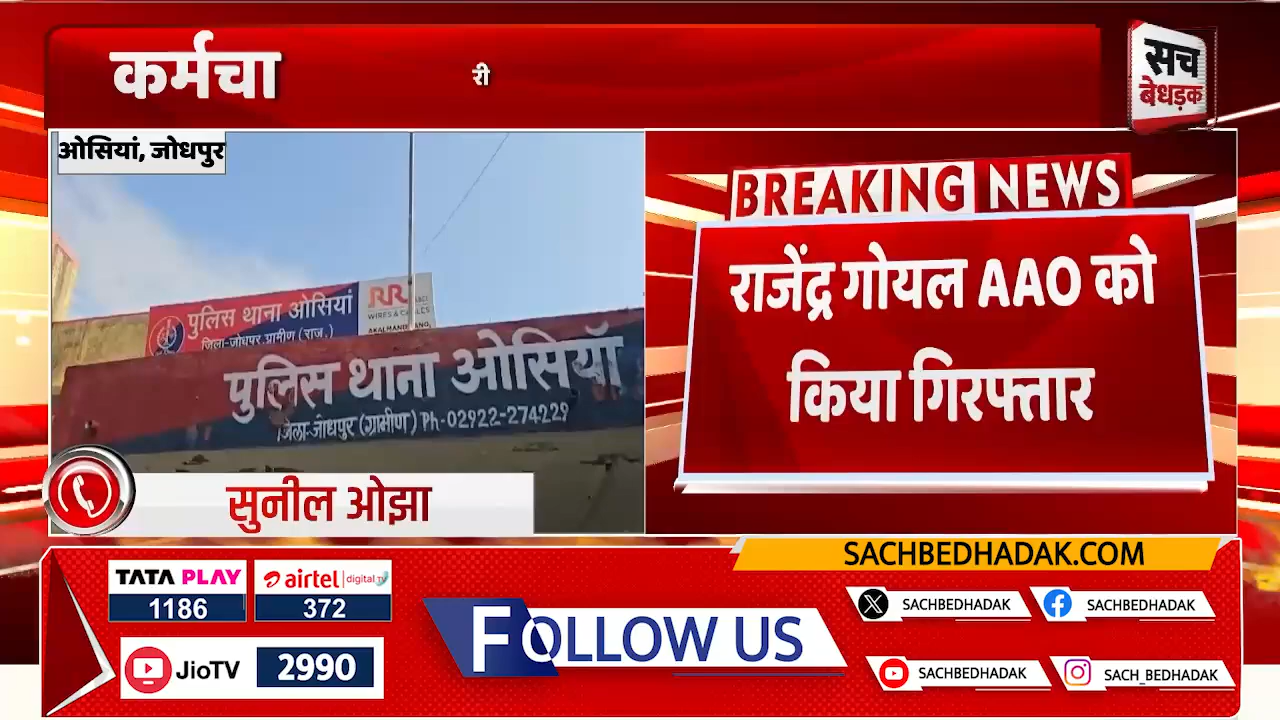 कर्मचा
री
सच
बेधड़क
ओसियां, जोधपुर
BREAKING NEWS
राजेंद्र गोयल AAO को
किया गिरफ्तार
पुलिस थाना ओसियां
जिला-जोधपुर ग्रामीण (राज.)
RR
WIRES & CABLES
पुलिस थाना ओसियॉ
जिला-जोधपुर (ग्रामीण) Ph-02922-274229
सुनील ओझा
SACHBEDHADAK.COM
TATA PLAY
1186
airtel digital TV
372
JioTV
2990
FOLLOW US
SACHBEDHADAK
SACHBEDHADAK
SACHBEDHADAK
SACH_BEDHADAK